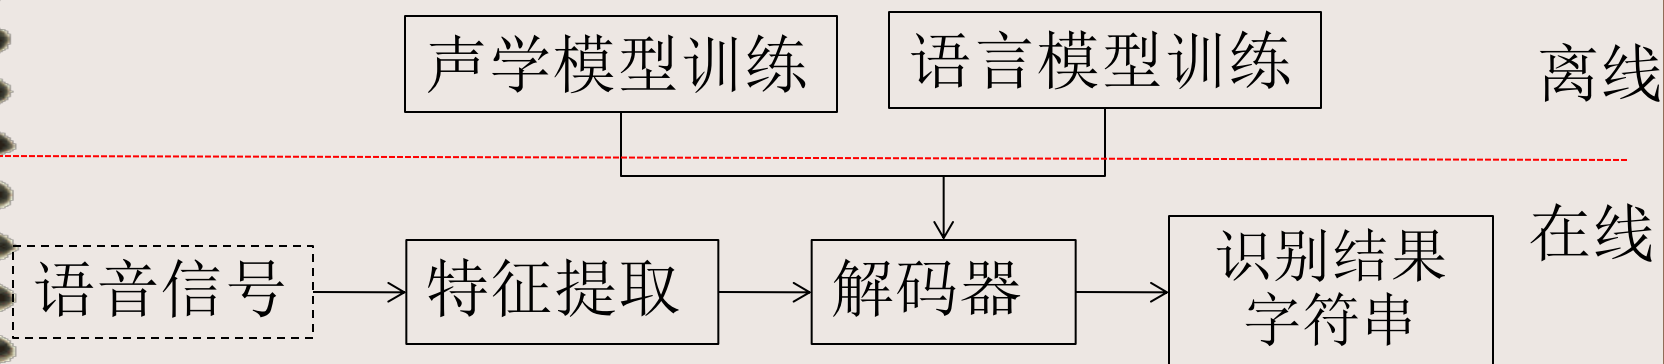 声学模型训练
语言模型训练
离线
在线
语音信号
特征提取
解码器
识别结果
字符串